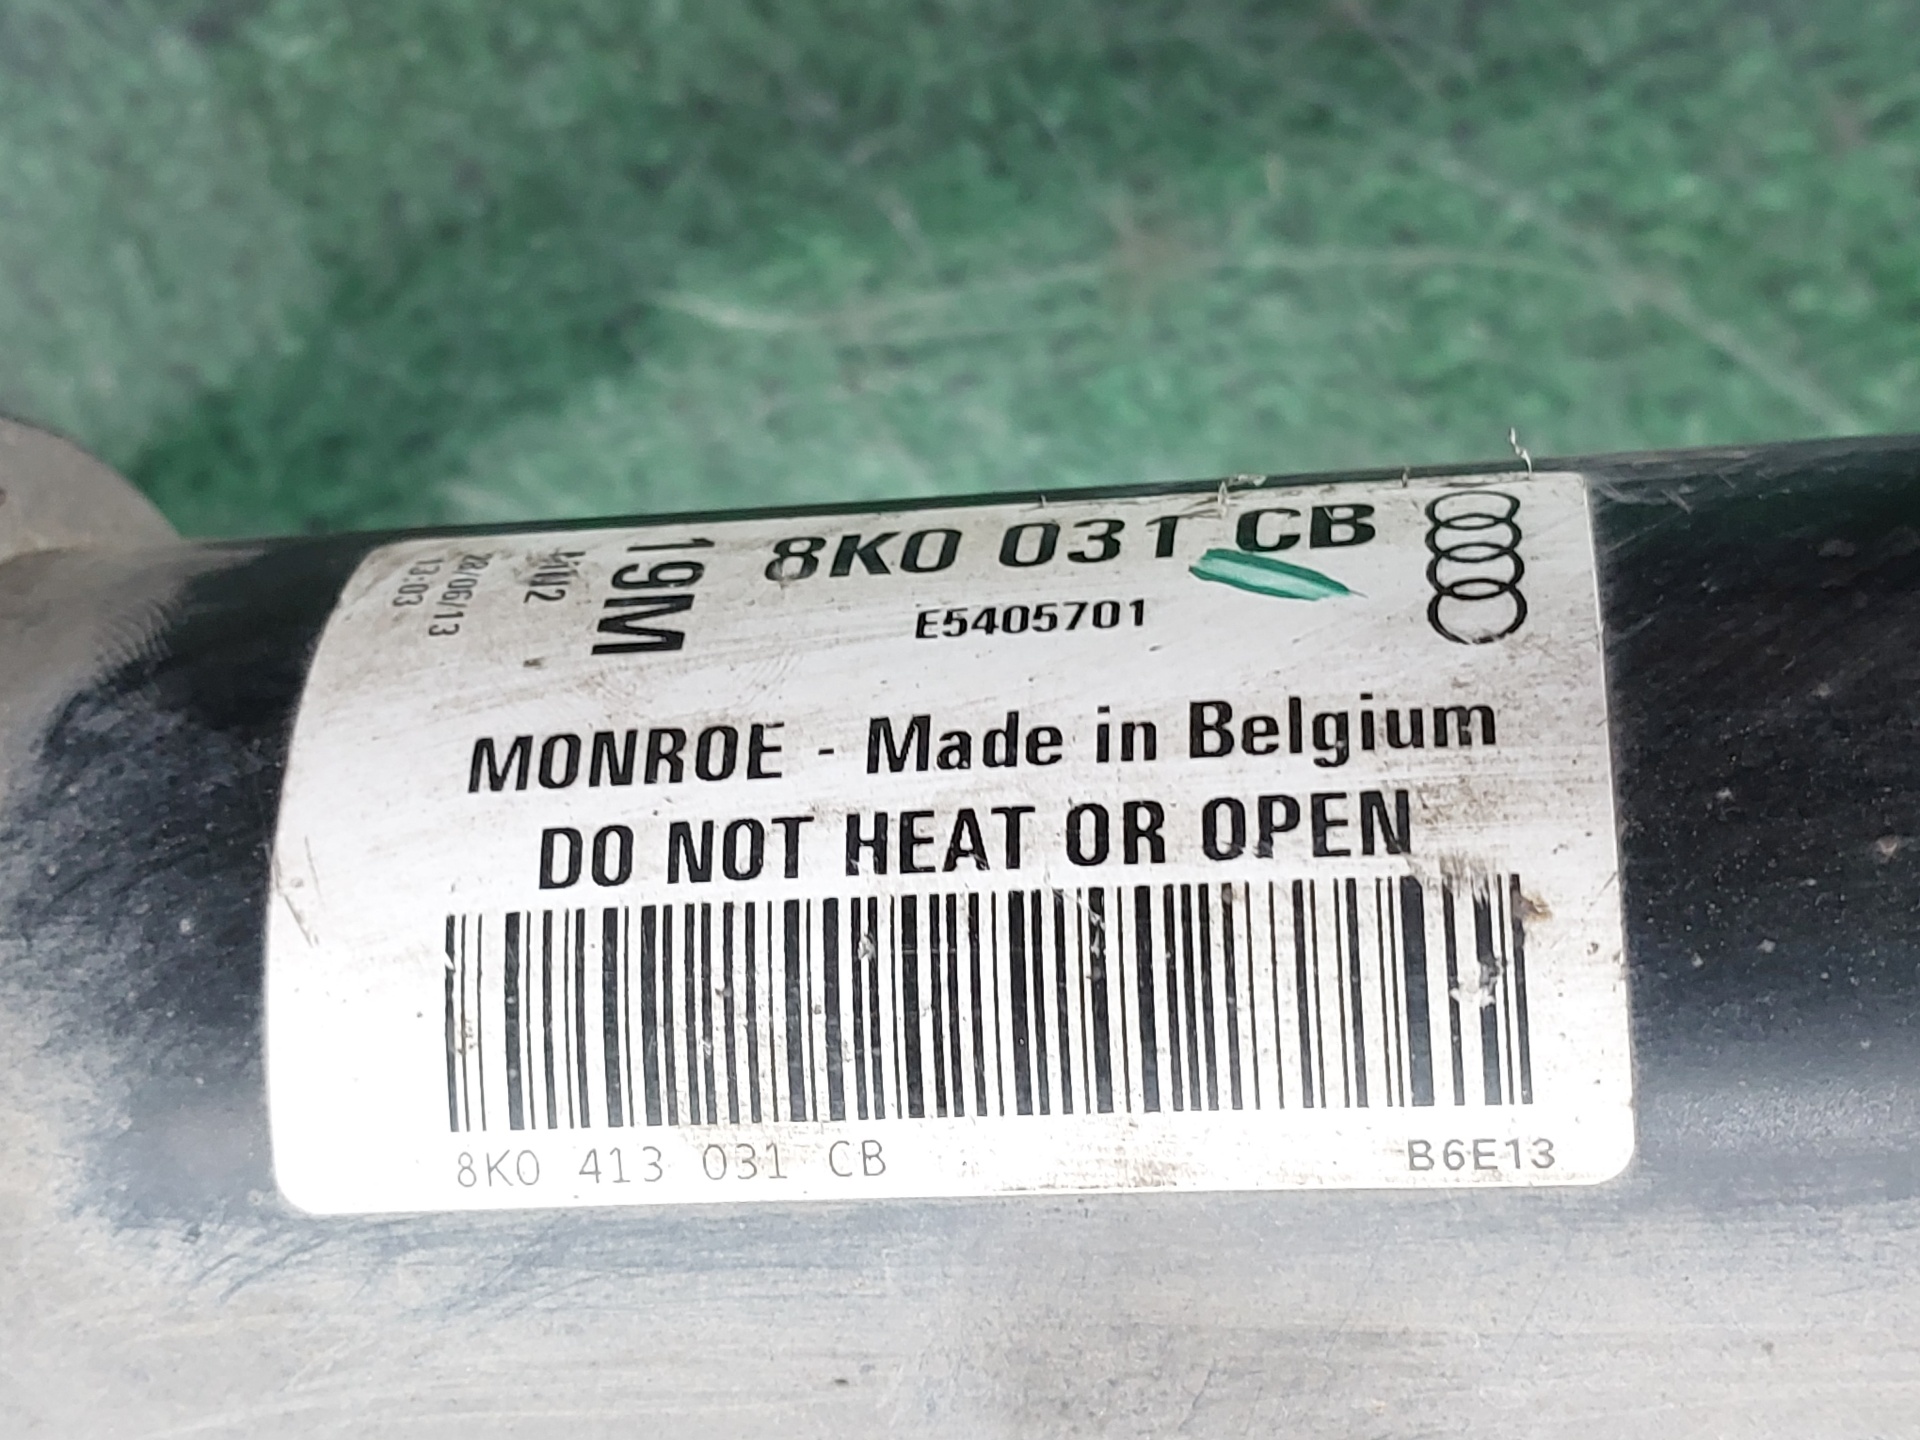 8K0 031 CB
E5405701
19M
28/06/13
13:03
MONROE - Made in Belgium
DO NOT HEAT OR OPEN
8K0 413 031 CB
B6E13